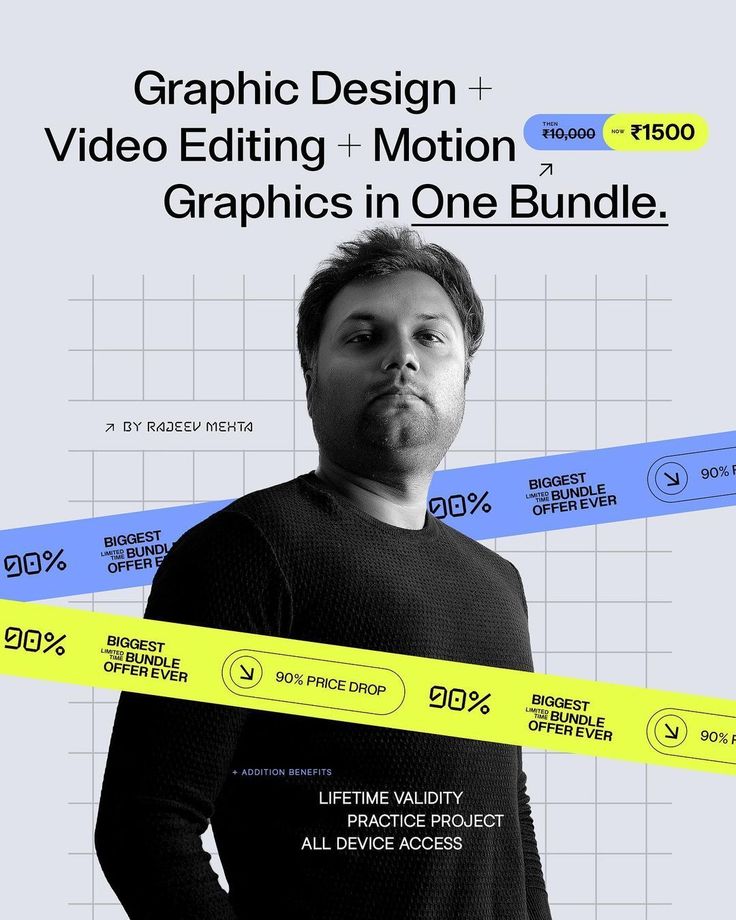 Graphic Design +
Video Editing + Motion
THEN ₹10,000 NOW ₹1500
Graphics in One Bundle.
BY RAJEEV MEHTA
90% BIGGEST
LIMITED TIME BUNDLE
OFFER EVER
90% BIGGEST
LIMITED TIME BUNDLE
OFFER EVER
90%
90% BIGGEST
LIMITED TIME BUNDLE
OFFER EVER
90% PRICE DROP
90% BIGGEST
LIMITED TIME BUNDLE
OFFER EVER
90%
+ ADDITION BENEFITS
LIFETIME VALIDITY
PRACTICE PROJECT
ALL DEVICE ACCESS